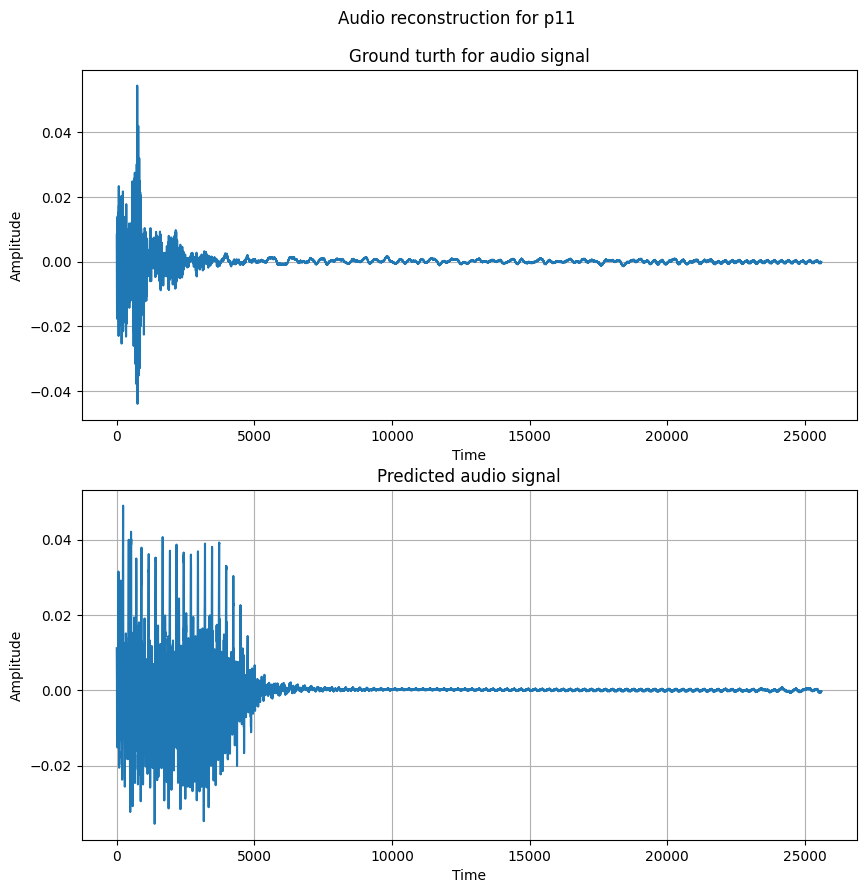 Audio reconstruction for p11
Ground turth for audio signal
0.04
0.02
0.00
−0.02
−0.04
Amplitude
0 5000 10000 15000 20000 25000
Time
Predicted audio signal
0.04
0.02
0.00
−0.02
Amplitude
0 5000 10000 15000 20000 25000
Time